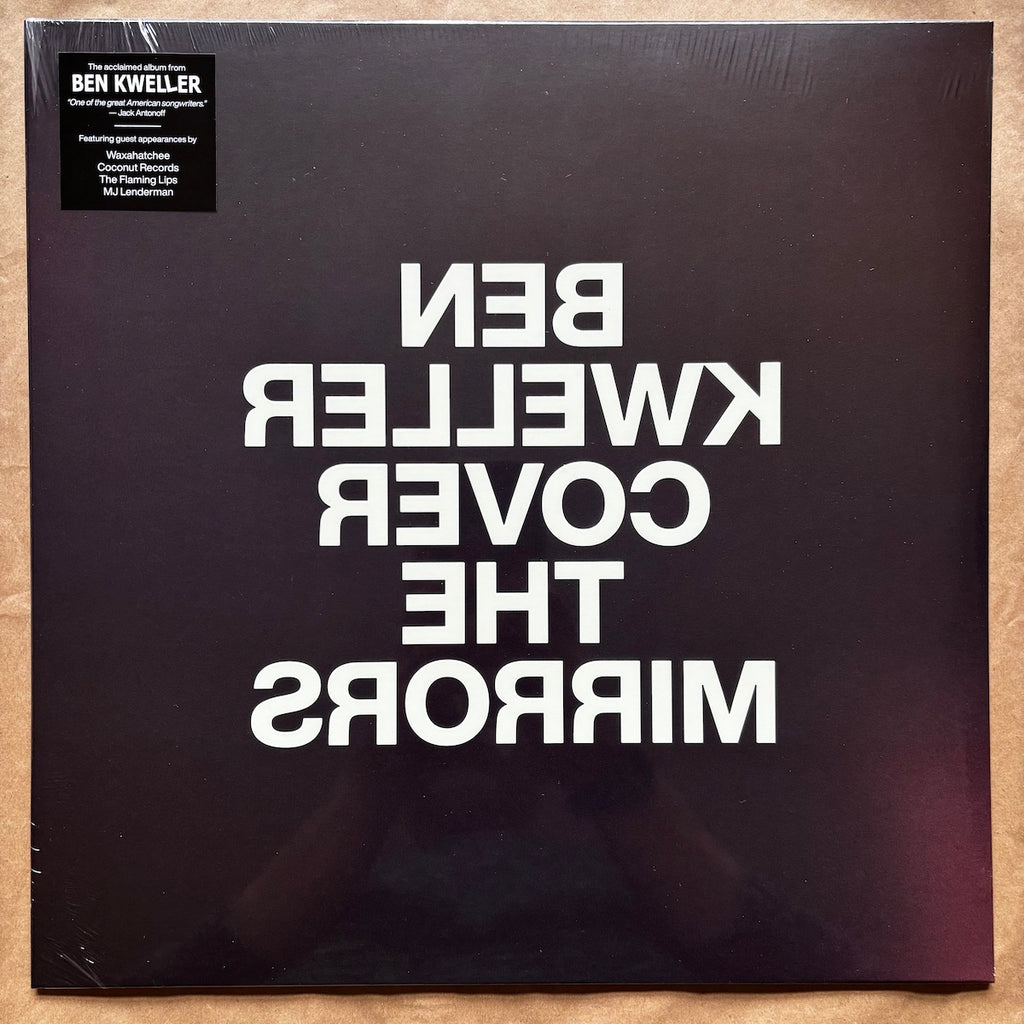 The acclaimed album from
BEN KWELLER
"One of the great American songwriters."
— Jack Antonoff
Featuring guest appearances by
Waxahatchee
Coconut Records
The Flaming Lips
MJ Lenderman
BEN
KWELLER
COVER
THE
MIRRORS